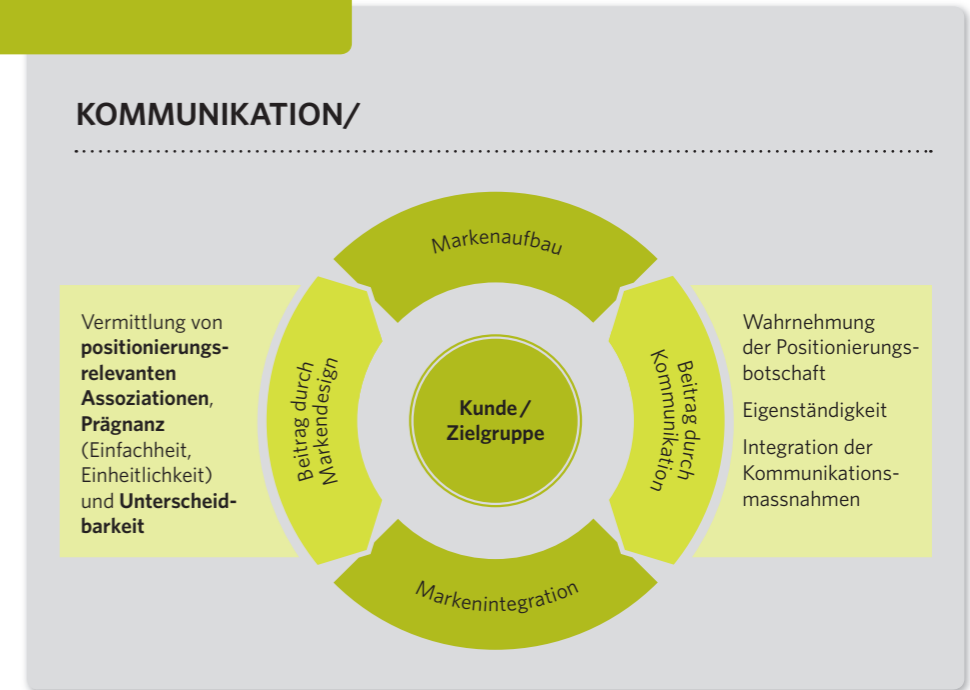 KOMMUNIKATION/
Markenaufbau
Vermittlung von
positionierungs-
relevanten
Assoziationen,
Prägnanz
(Einfachheit,
Einheitlichkeit)
und Unterscheid-
barkeit
Beitrag durch
Markendesign
Kunde /
Zielgruppe
Beitrag durch
Kommunikation
Wahrnehmung
der Positionierungs-
botschaft
Eigenständigkeit
Integration der
Kommunikations-
massnahmen
Markenintegration